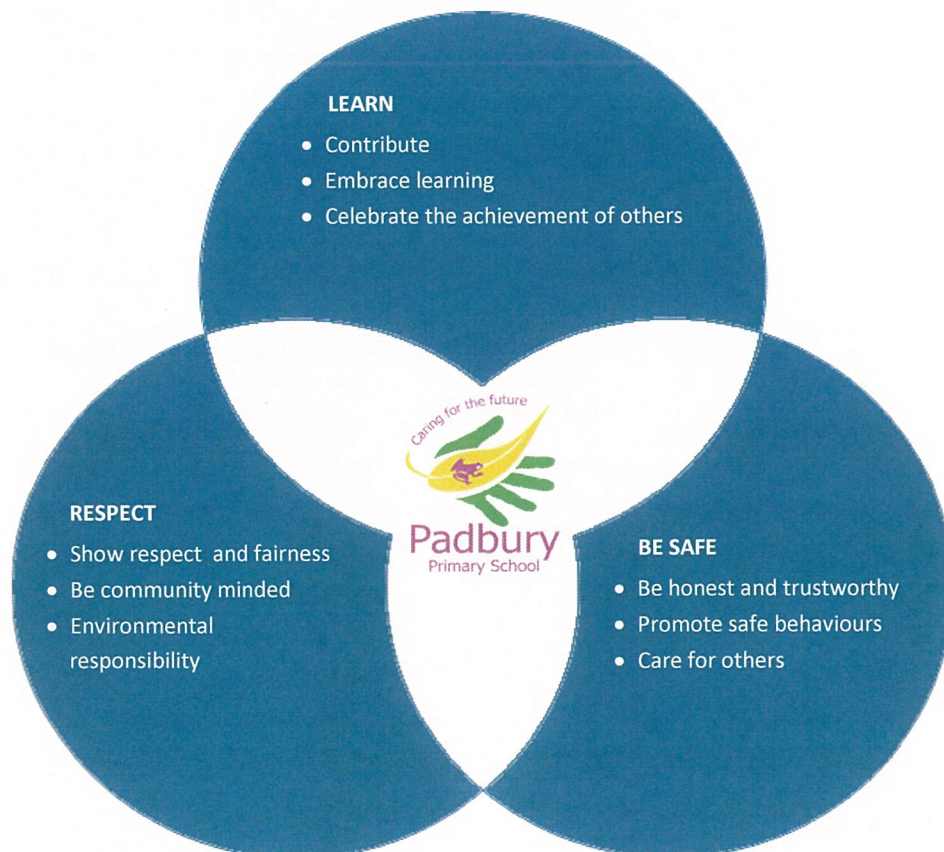 LEARN
• Contribute
• Embrace learning
• Celebrate the achievement of others
Caring for the future
Padbury
Primary School
RESPECT
• Show respect and fairness
• Be community minded
• Environmental
responsibility
BE SAFE
• Be honest and trustworthy
• Promote safe behaviours
• Care for others